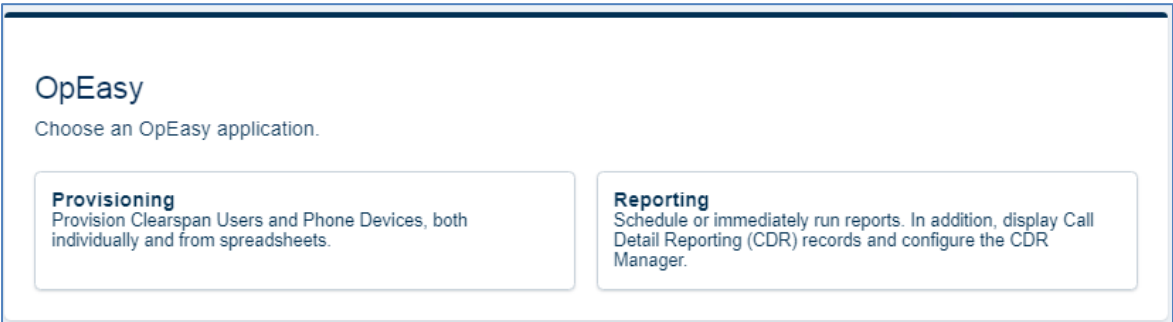 OpEasy
Choose an OpEasy application.
Provisioning
Provision Clearspan Users and Phone Devices, both
individually and from spreadsheets.
Reporting
Schedule or immediately run reports. In addition, display Call
Detail Reporting (CDR) records and configure the CDR
Manager.